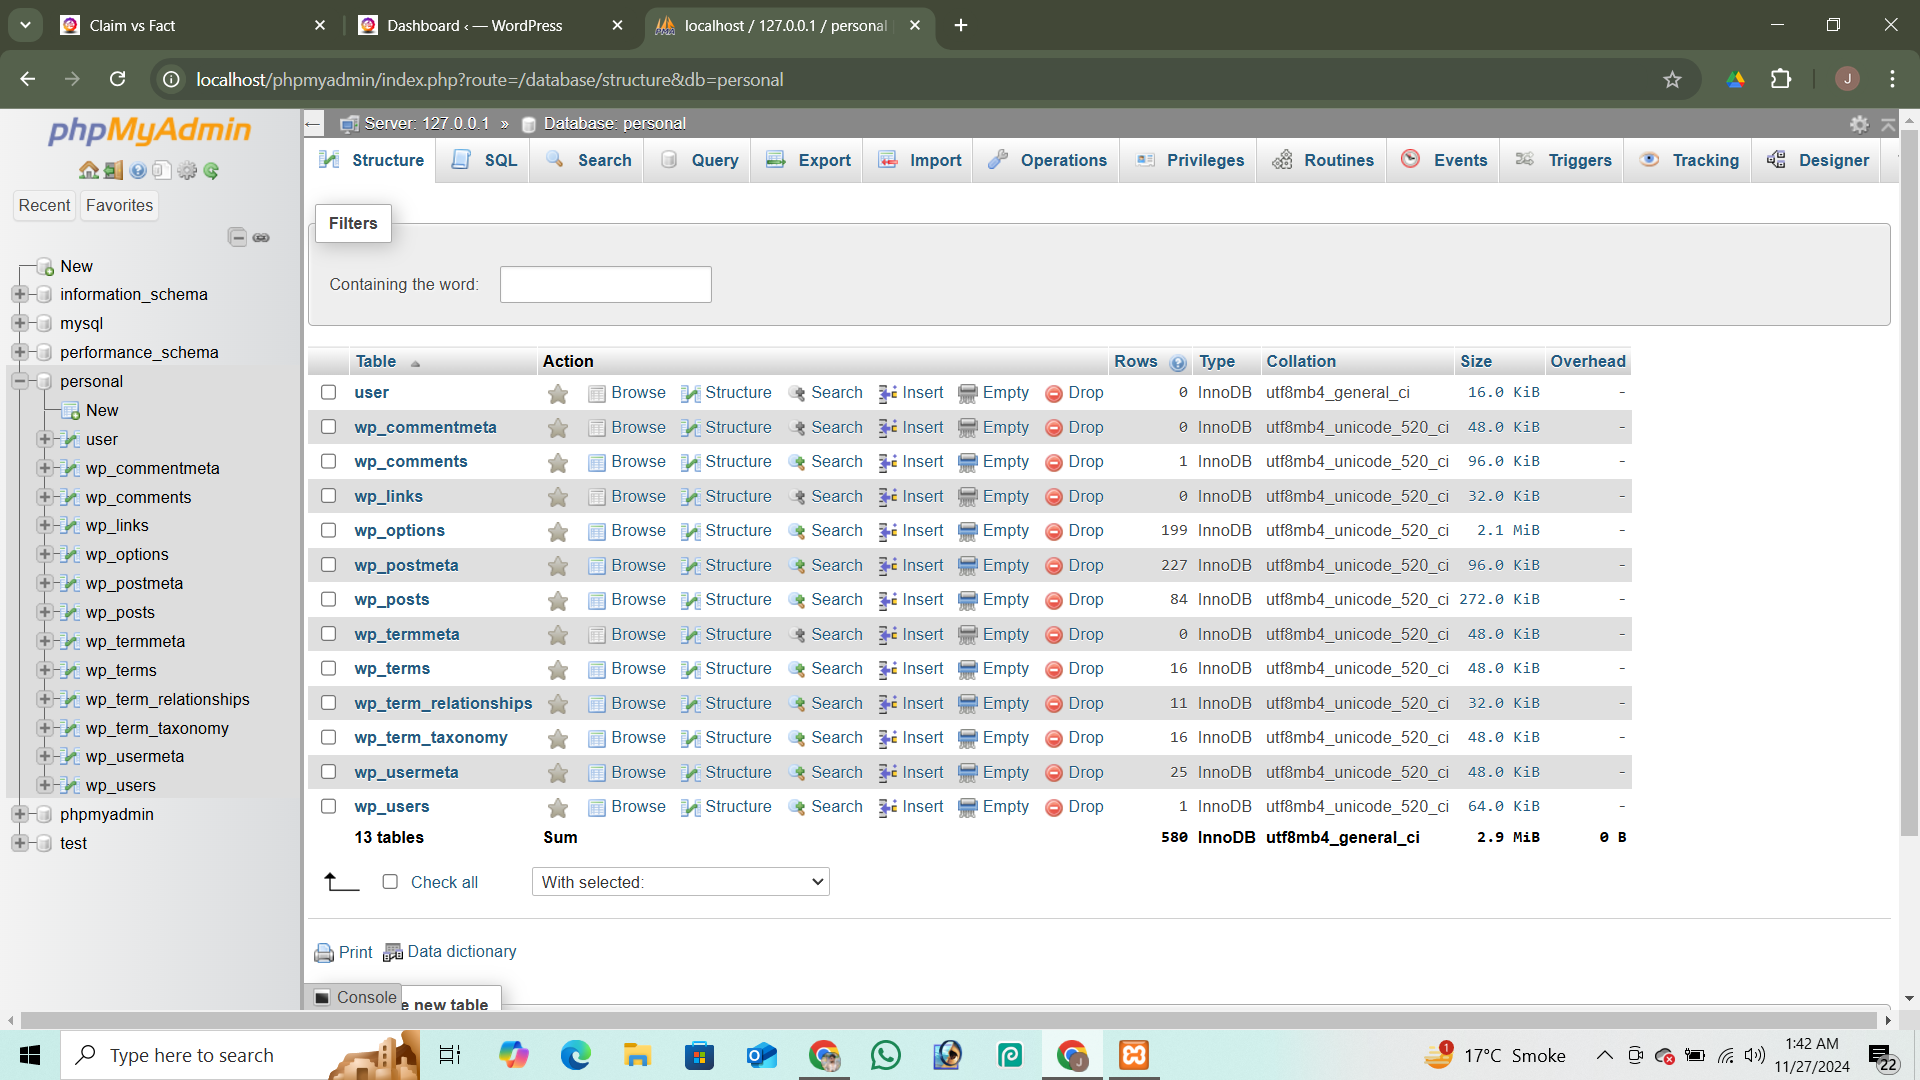 Claim vs Fact
Dashboard ‹ — WordPress
localhost / 127.0.0.1 / personal
localhost/phpmyadmin/index.php?route=/database/structure&db=personal
J
phpMyAdmin
Recent
Favorites
New
information_schema
mysql
performance_schema
personal
New
user
wp_commentmeta
wp_comments
wp_links
wp_options
wp_postmeta
wp_posts
wp_termmeta
wp_terms
wp_term_relationships
wp_term_taxonomy
wp_usermeta
wp_users
phpmyadmin
test
Server: 127.0.0.1 » Database: personal
Structure SQL Search Query Export Import Operations Privileges Routines Events Triggers Tracking Designer
Filters
Containing the word:
Table Action Rows Type Collation Size Overhead
user Browse Structure Search Insert Empty Drop 0 InnoDB utf8mb4_general_ci 16.0 KiB -
wp_commentmeta Browse Structure Search Insert Empty Drop 0 InnoDB utf8mb4_unicode_520_ci 48.0 KiB -
wp_comments Browse Structure Search Insert Empty Drop 1 InnoDB utf8mb4_unicode_520_ci 96.0 KiB -
wp_links Browse Structure Search Insert Empty Drop 0 InnoDB utf8mb4_unicode_520_ci 32.0 KiB -
wp_options Browse Structure Search Insert Empty Drop 199 InnoDB utf8mb4_unicode_520_ci 2.1 MiB -
wp_postmeta Browse Structure Search Insert Empty Drop 227 InnoDB utf8mb4_unicode_520_ci 96.0 KiB -
wp_posts Browse Structure Search Insert Empty Drop 84 InnoDB utf8mb4_unicode_520_ci 272.0 KiB -
wp_termmeta Browse Structure Search Insert Empty Drop 0 InnoDB utf8mb4_unicode_520_ci 48.0 KiB -
wp_terms Browse Structure Search Insert Empty Drop 16 InnoDB utf8mb4_unicode_520_ci 48.0 KiB -
wp_term_relationships Browse Structure Search Insert Empty Drop 11 InnoDB utf8mb4_unicode_520_ci 32.0 KiB -
wp_term_taxonomy Browse Structure Search Insert Empty Drop 16 InnoDB utf8mb4_unicode_520_ci 48.0 KiB -
wp_usermeta Browse Structure Search Insert Empty Drop 25 InnoDB utf8mb4_unicode_520_ci 48.0 KiB -
wp_users Browse Structure Search Insert Empty Drop 1 InnoDB utf8mb4_unicode_520_ci 64.0 KiB -
13 tables Sum 580 InnoDB utf8mb4_general_ci 2.9 MiB 0 B
Check all
With selected:
Print Data dictionary
Console
e new table
Type here to search
1
17°C Smoke
1:42 AM
11/27/2024
22